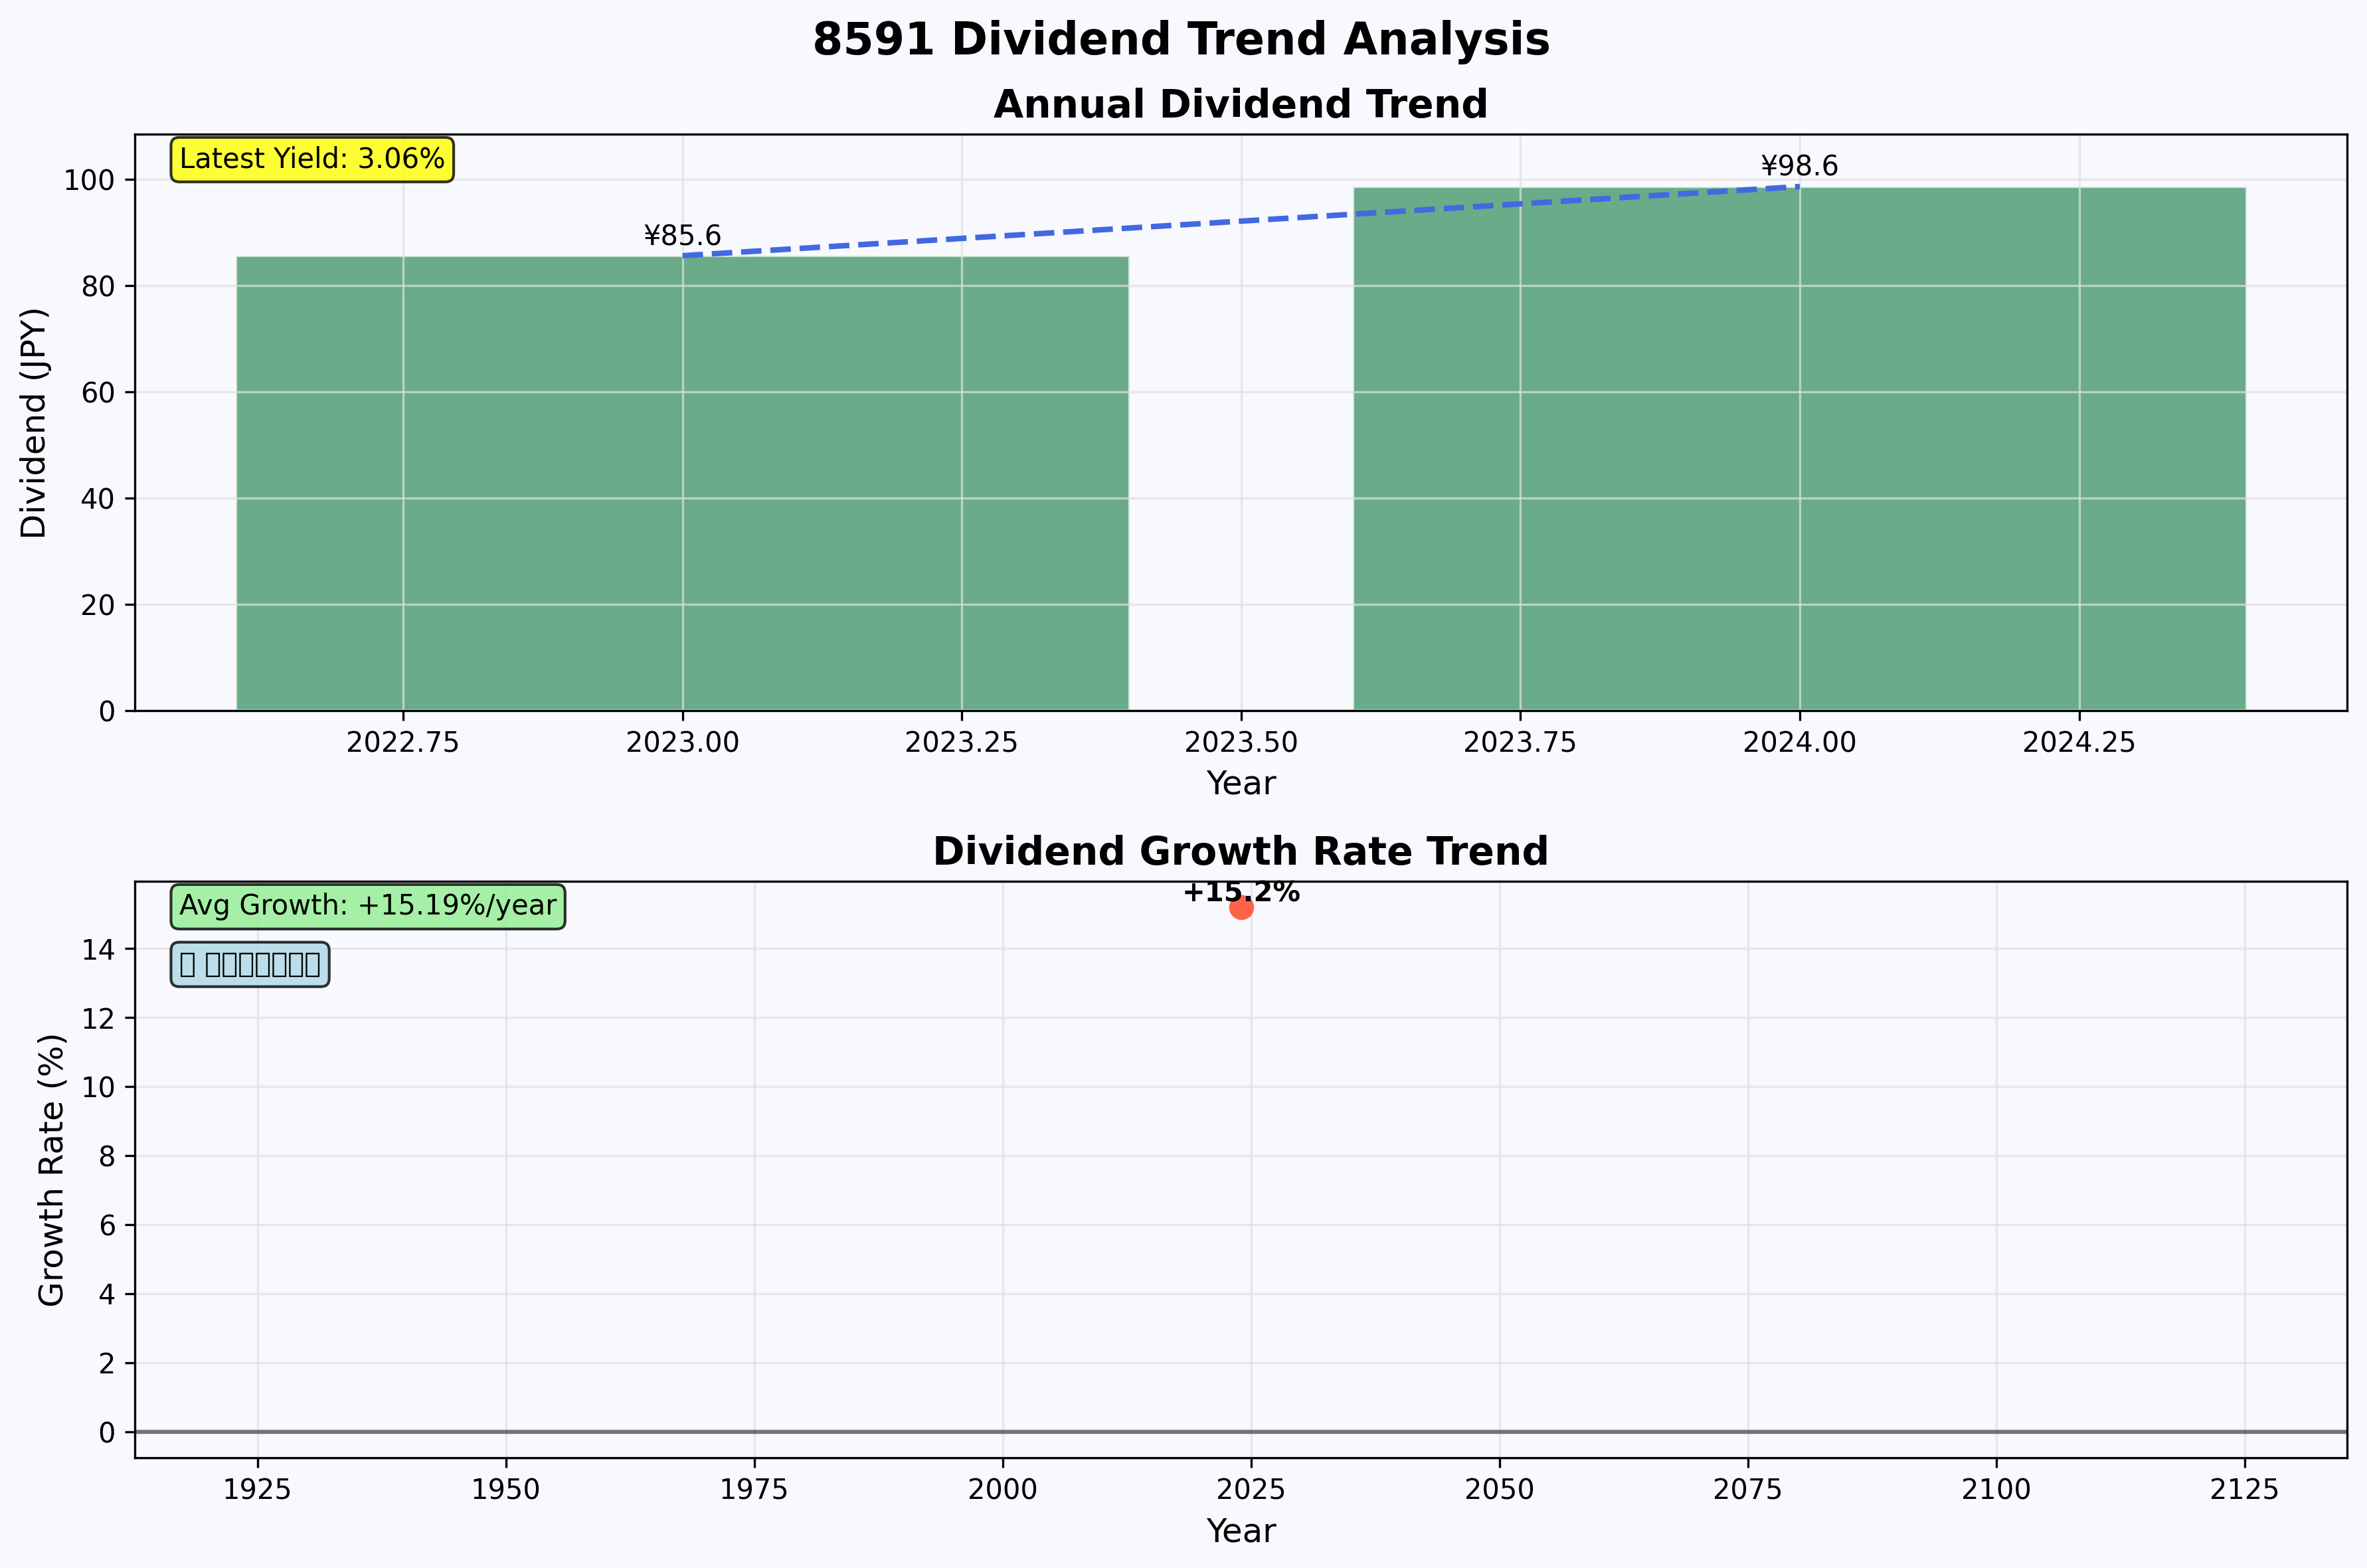 8591 Dividend Trend Analysis
Annual Dividend Trend
Latest Yield: 3.06%
¥85.6
¥98.6
Dividend (JPY)
100
80
60
40
20
0
2022.75 2023.00 2023.25 2023.50 2023.75 2024.00 2024.25
Year
Dividend Growth Rate Trend
Avg Growth: +15.19%/year
+15.2%
Growth Rate (%)
14
12
10
8
6
4
2
0
1925 1950 1975 2000 2025 2050 2075 2100 2125
Year